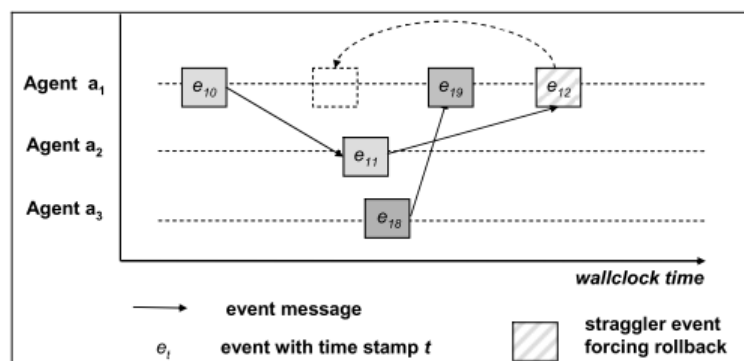 Agent a1
e10
e19
e12
Agent a2
e11
Agent a3
e18
wallclock time
event message
et event with time stamp t
straggler event
forcing rollback